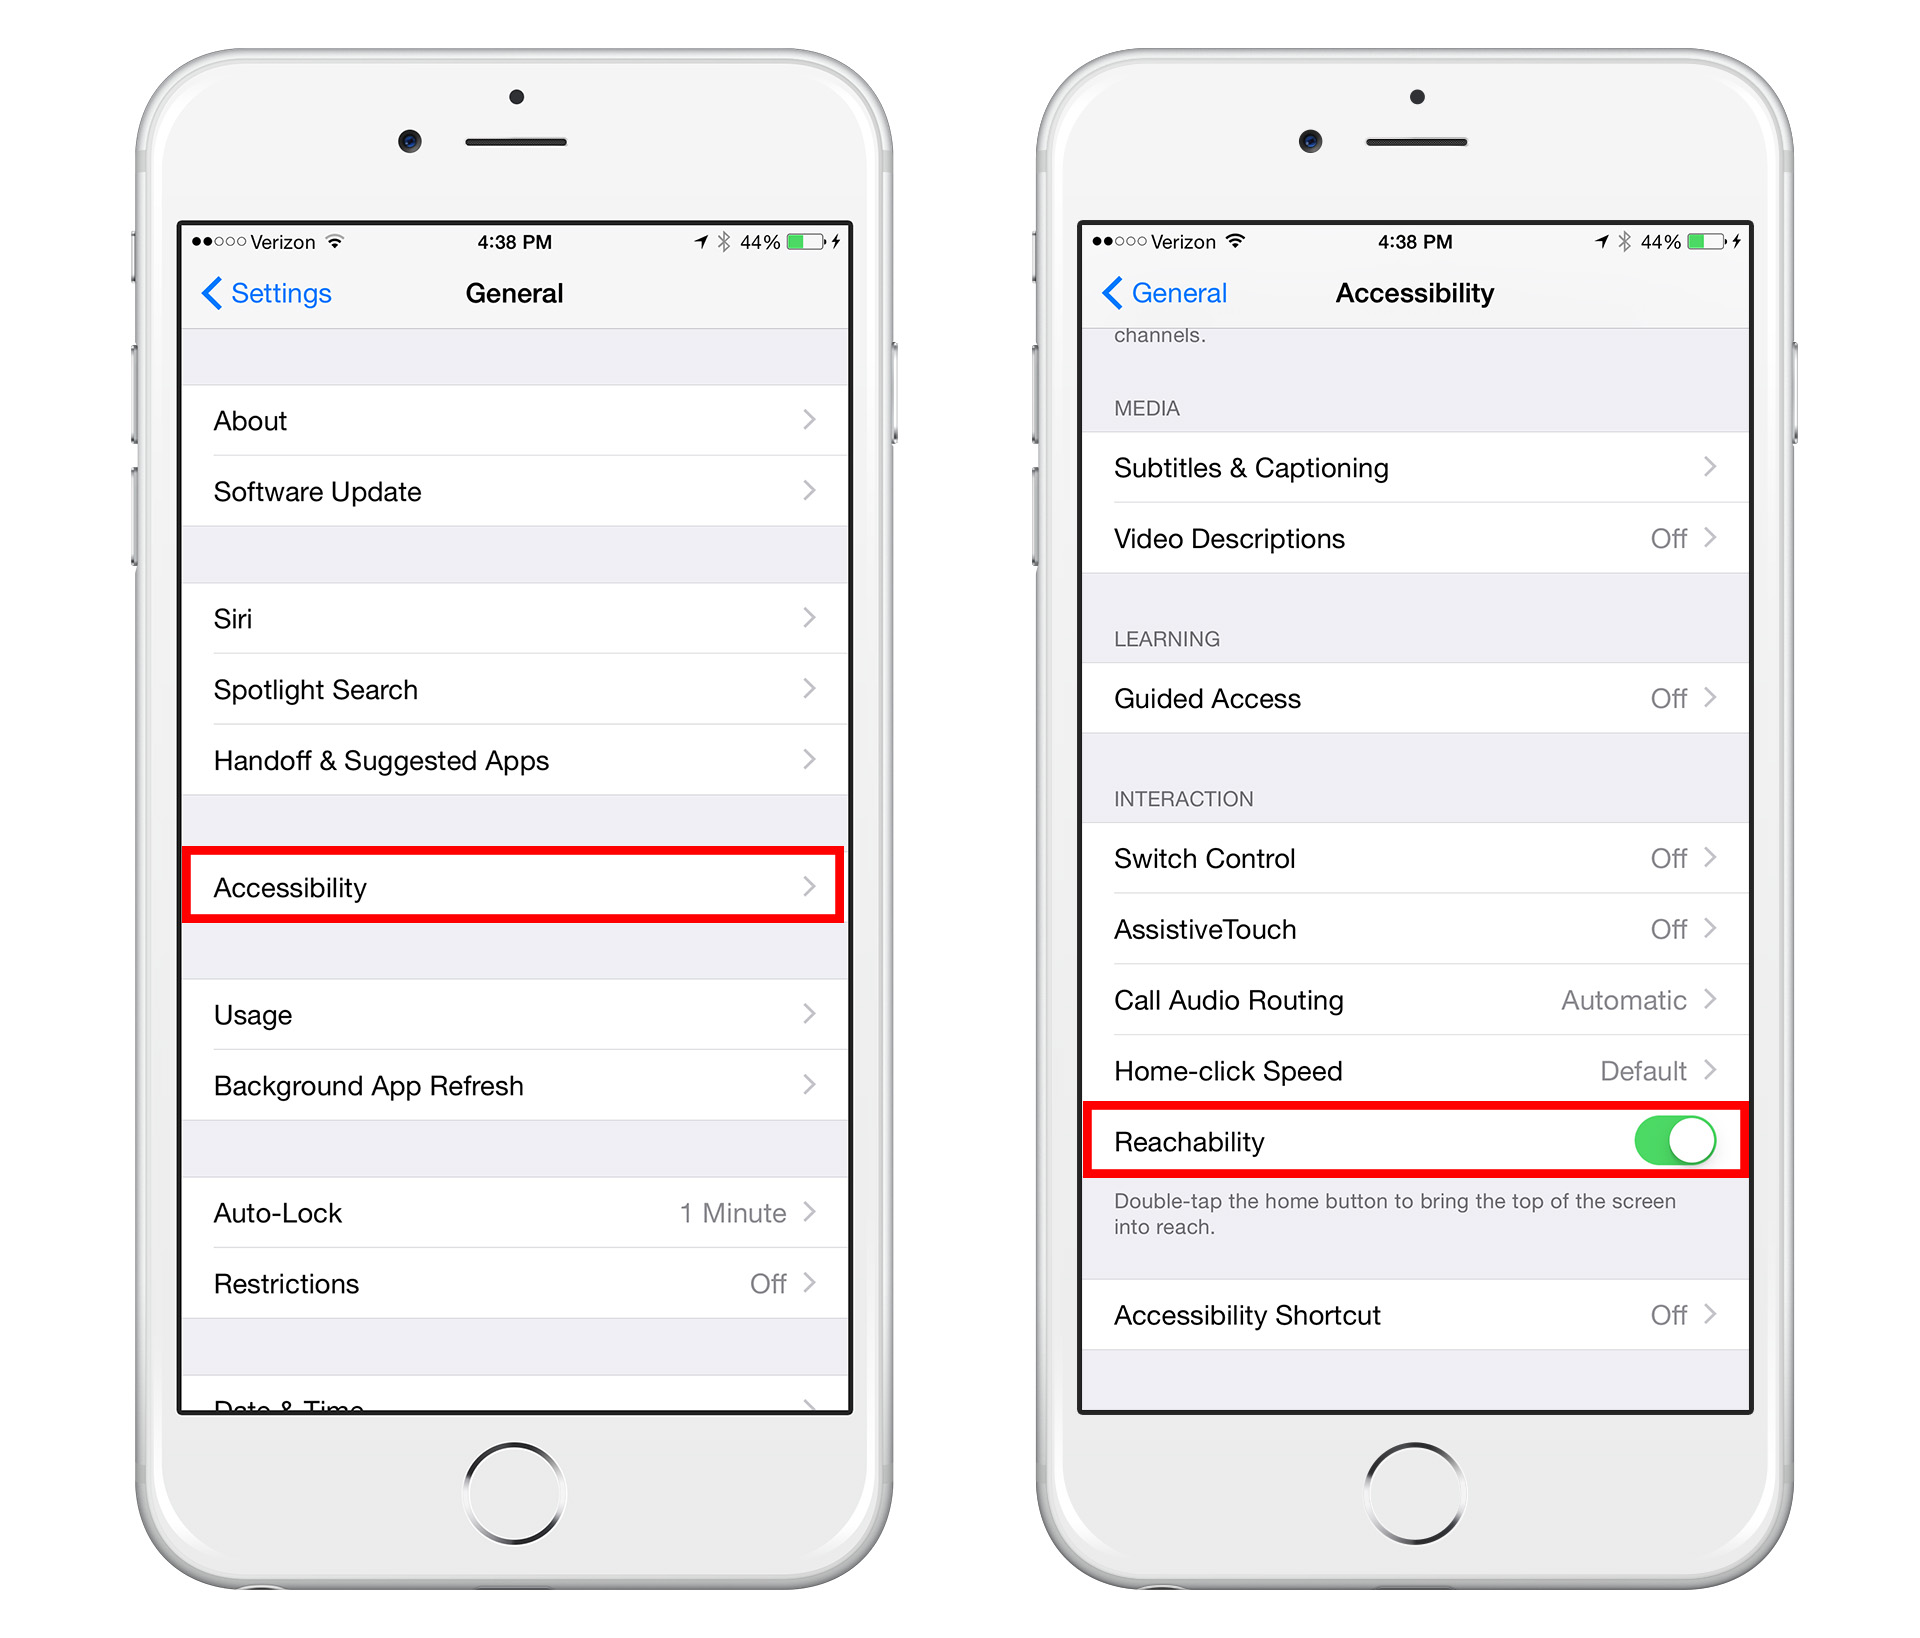 Verizon 4:38 PM 44%
Settings General
About
Software Update
Siri
Spotlight Search
Handoff & Suggested Apps
Accessibility
Usage
Background App Refresh
Auto-Lock 1 Minute
Restrictions Off
Date & Time
Verizon 4:38 PM 44%
General Accessibility
channels.
MEDIA
Subtitles & Captioning
Video Descriptions Off
LEARNING
Guided Access Off
INTERACTION
Switch Control Off
AssistiveTouch Off
Call Audio Routing Automatic
Home-click Speed Default
Reachability
Double-tap the home button to bring the top of the screen
into reach.
Accessibility Shortcut Off